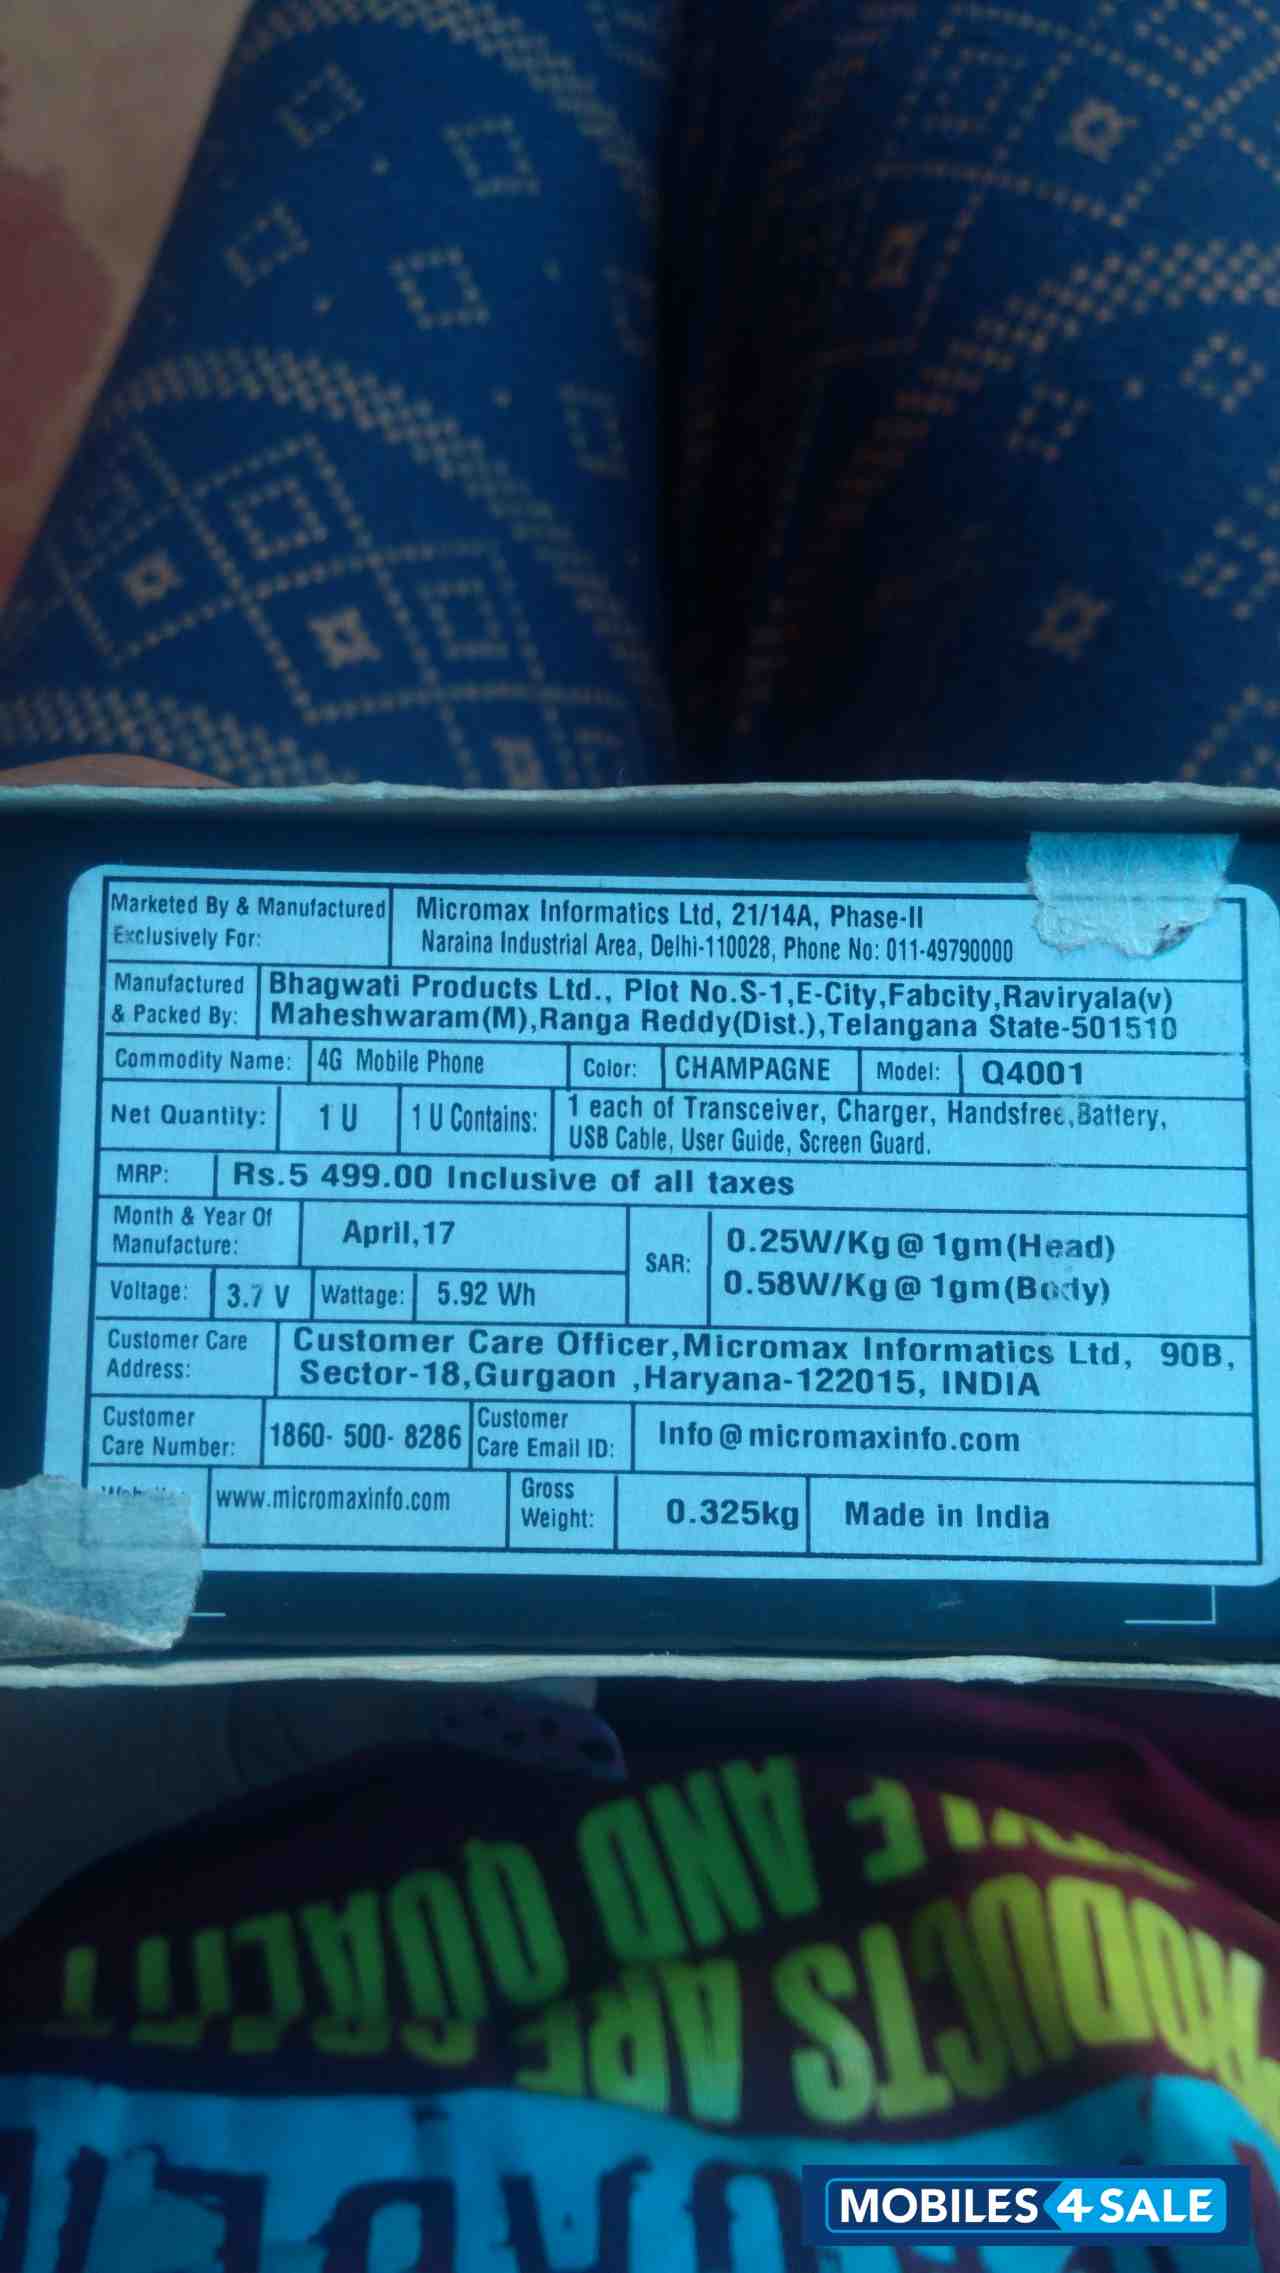 Marketed By & Manufactured
Exclusively For:
Micromax Informatics Ltd, 21/14A, Phase-II
Naraina Industrial Area, Delhi-110028, Phone No: 011-49790000
Manufactured
& Packed By:
Bhagwati Products Ltd., Plot No.S-1,E-City,Fabcity,Raviryala(v)
Maheshwaram(M),Ranga Reddy(Dist.),Telangana State-501510
Commodity Name: 4G Mobile Phone Color: CHAMPAGNE Model: Q4001
Net Quantity: 1 U 1 U Contains:
1 each of Transceiver, Charger, Handsfree,Battery,
USB Cable, User Guide, Screen Guard.
MRP: Rs.5 499.00 Inclusive of all taxes
Month & Year Of
Manufacture:
April,17
SAR:
0.25W/Kg@1gm(Head)
0.58W/Kg@1gm(Body)
Voltage: 3.7 V Wattage: 5.92 Wh
Customer Care
Address:
Customer Care Officer,Micromax Informatics Ltd, 90B,
Sector-18,Gurgaon ,Haryana-122015, INDIA
Customer
Care Number:
1860- 500- 8286
Customer
Care Email ID:
Info@micromaxinfo.com
www.micromaxinfo.com
Gross
Weight:
0.325kg
Made in India
AND QUALITY
PRODUCTS ARE
MOBILES4SALE